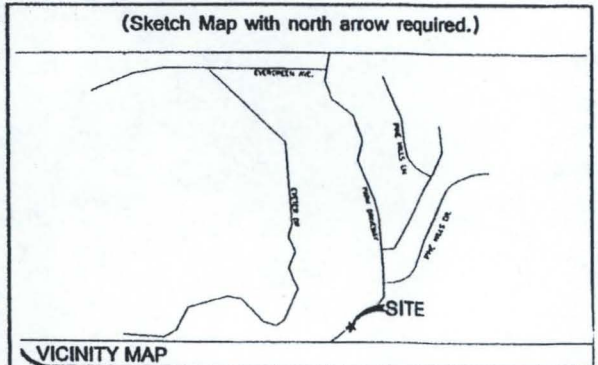 (Sketch Map with north arrow required.)
EVERGREEN AVE.
PINE HILLS LN
PINE HILLS DR.
SITE
VICINITY MAP